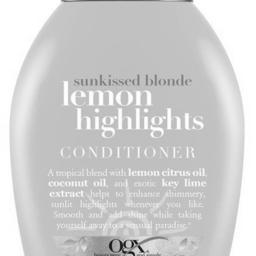 sunkissed blonde
lemon
highlights
CONDITIONER
A tropical blend with lemon citrus oil,
coconut oil, and exotic key lime
extract helps to enhance shimmery,
sunlit highlights whenever you like.
Smooth and add shine while taking
yourself away to a sensual paradise.*
ogx